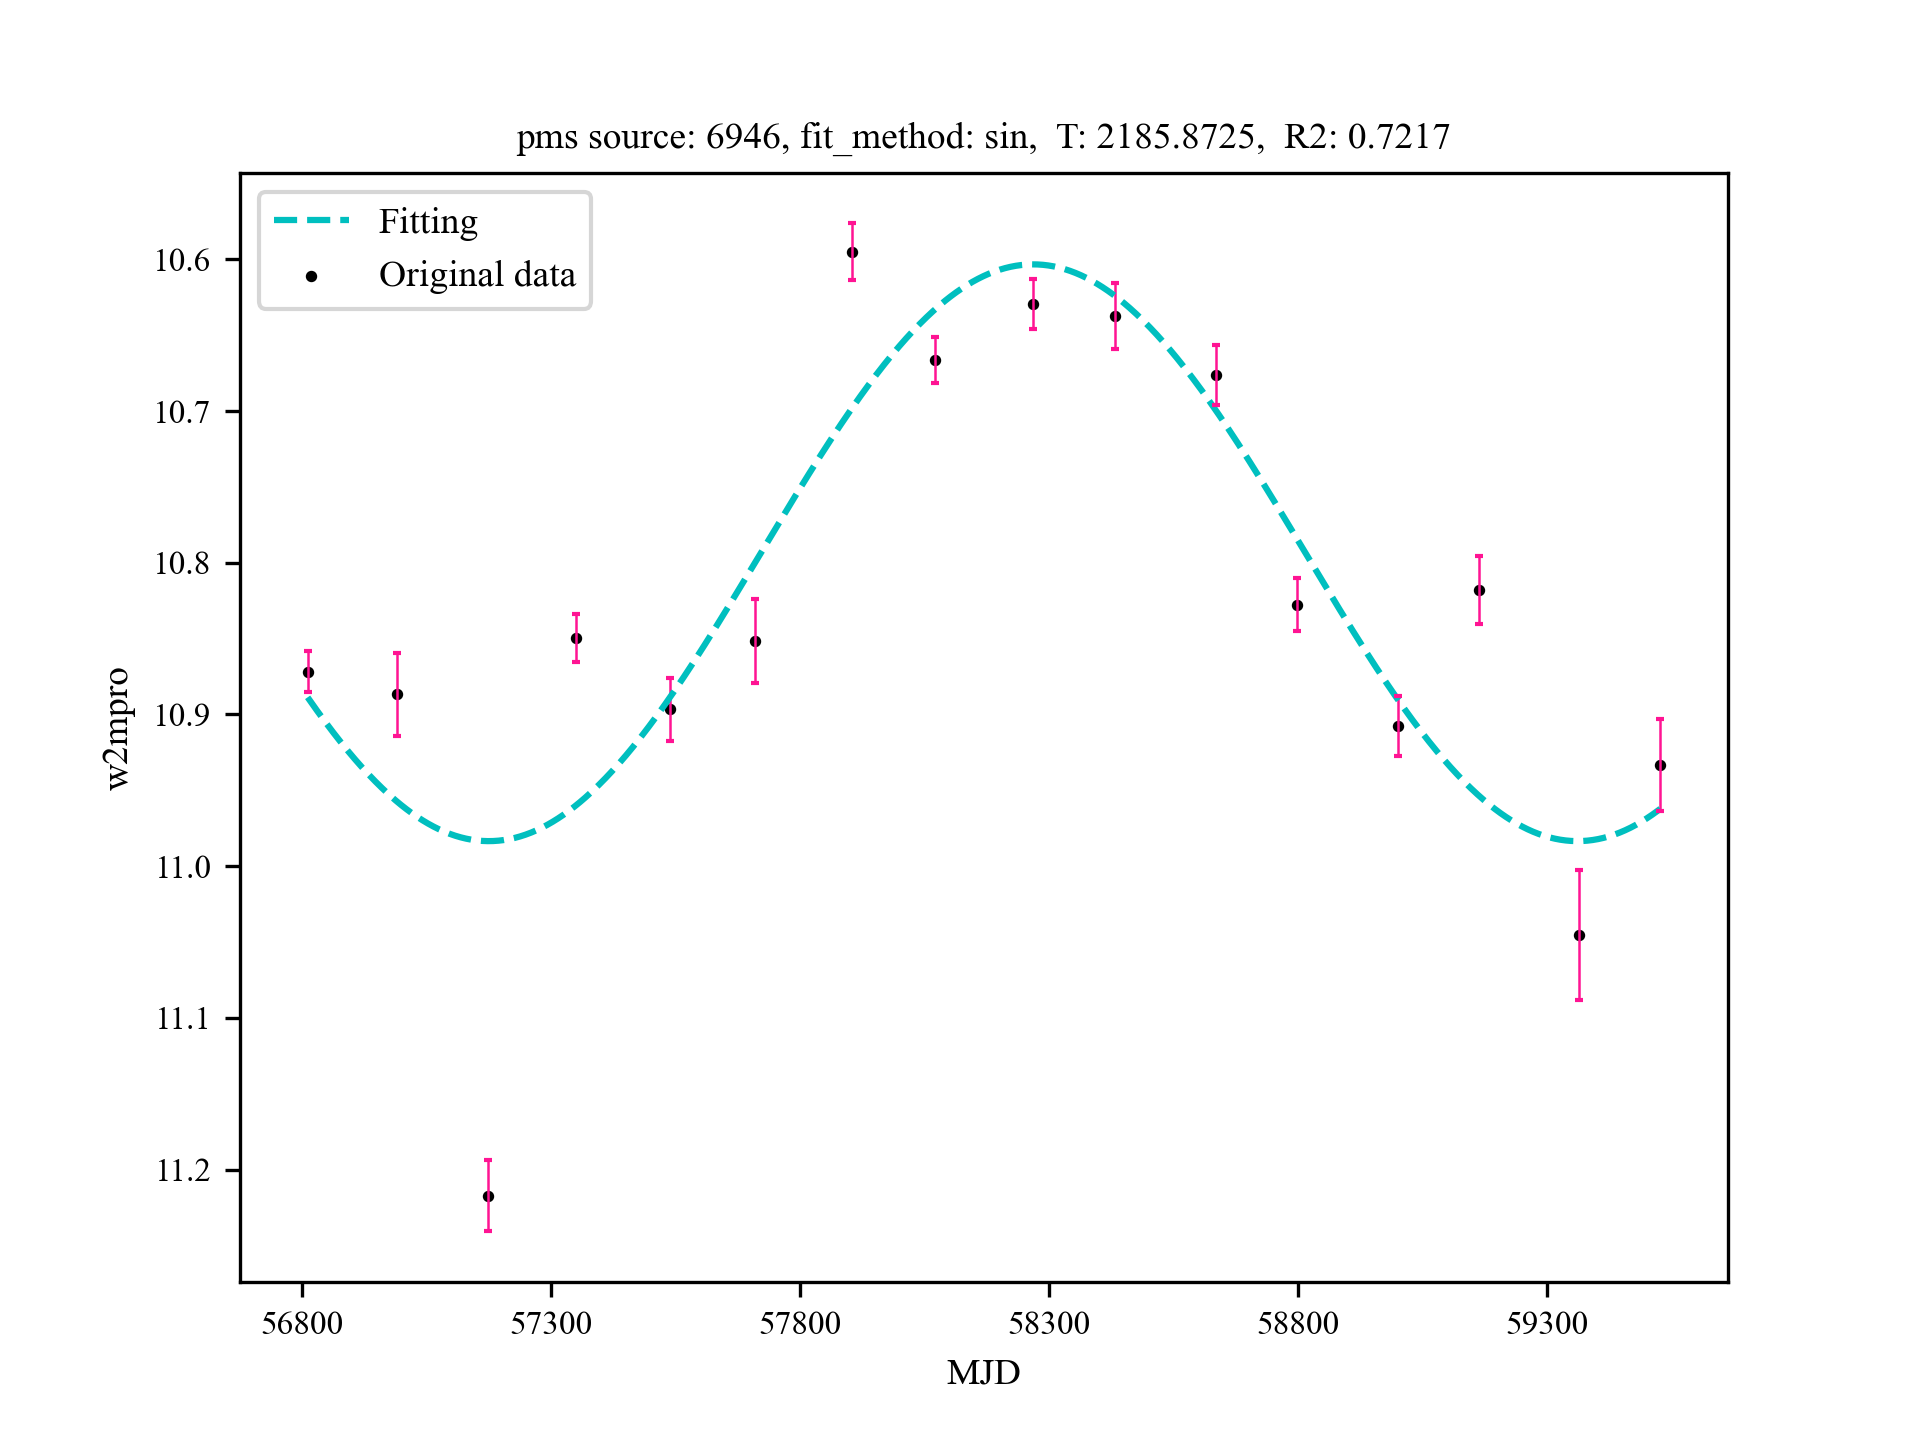 pms source: 6946, fit_method: sin,  T: 2185.8725,  R2: 0.7217
Fitting
Original data
10.6
10.7
10.8
10.9
11.0
11.1
11.2
w2mpro
56800 57300 57800 58300 58800 59300
MJD